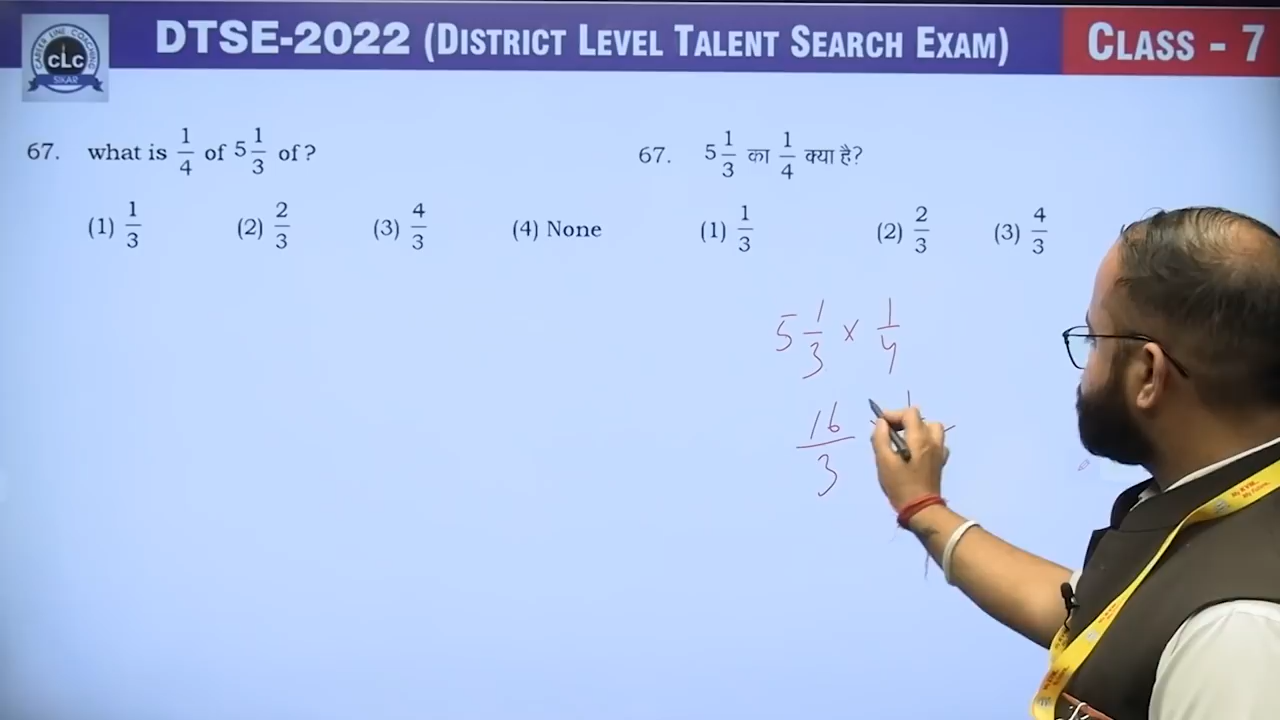 CAREER LINE COACHING
CLC
SIKAR
DTSE-2022 (DISTRICT LEVEL TALENT SEARCH EXAM)
CLASS - 7
67. what is 1/4 of 5 1/3 of ?
(1) 1/3 (2) 2/3 (3) 4/3 (4) None
67. 5 1/3 का 1/4 क्या है?
(1) 1/3 (2) 2/3 (3) 4/3
5 1/3 x 1/4
16/3